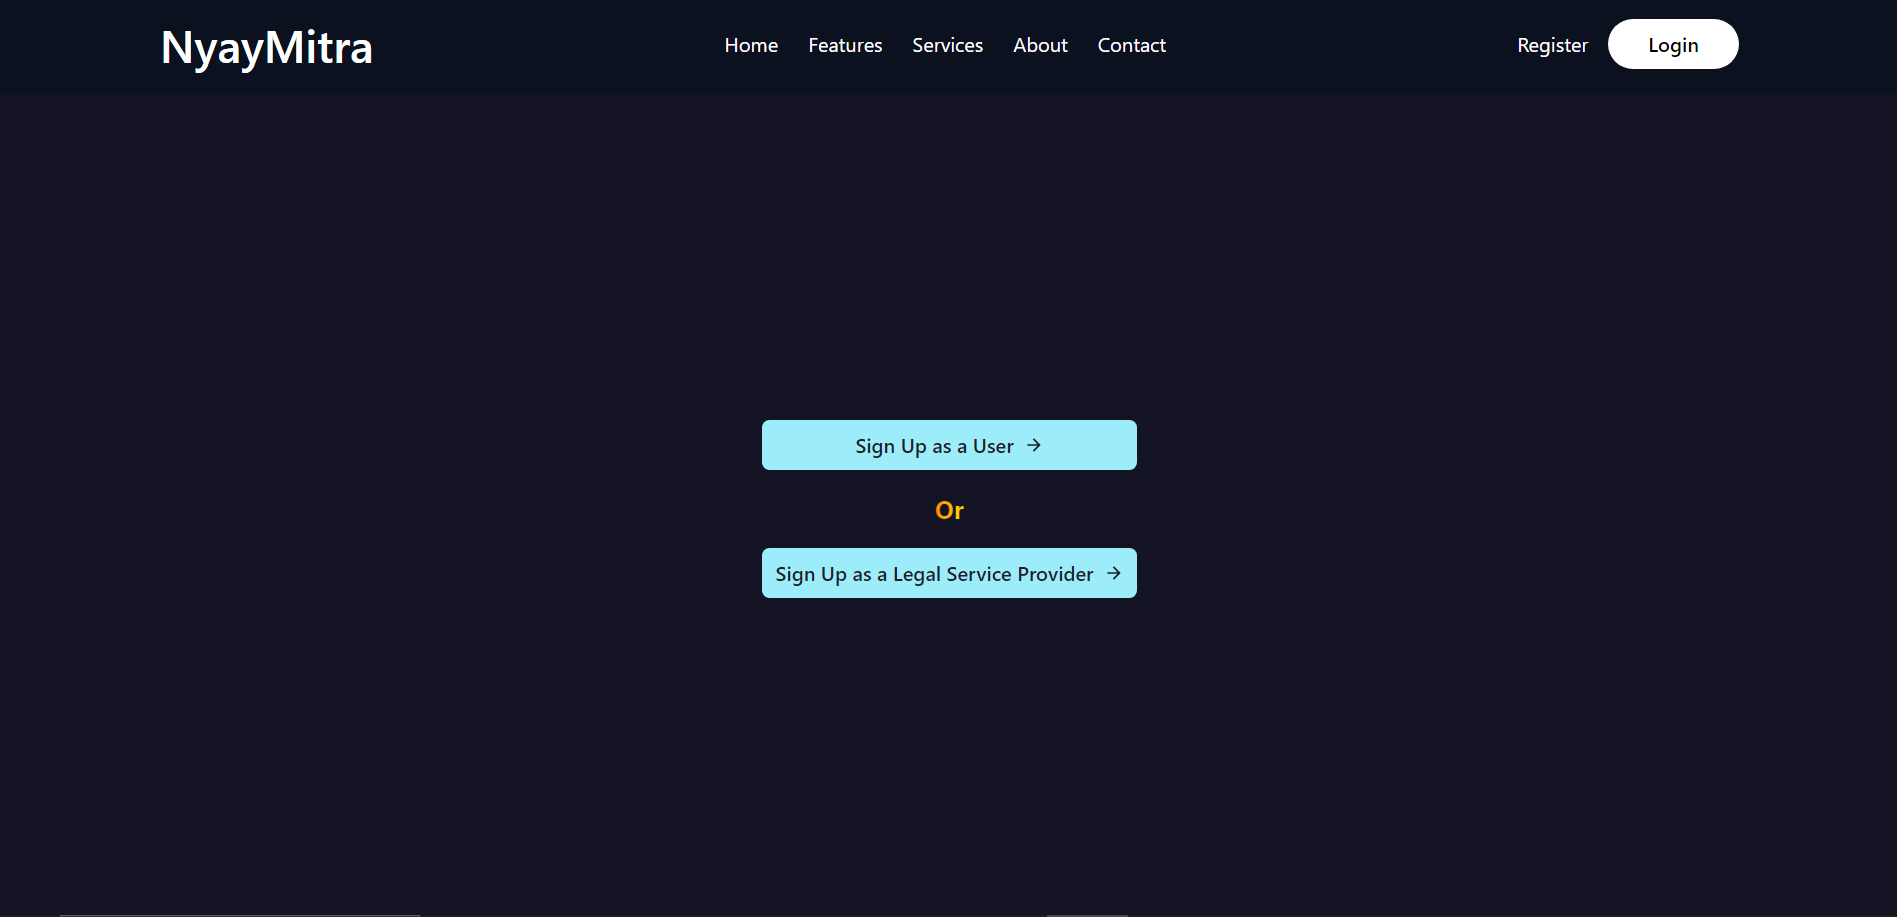 NyayMitra
Home Features Services About Contact
Register Login
Sign Up as a User →
Or
Sign Up as a Legal Service Provider →